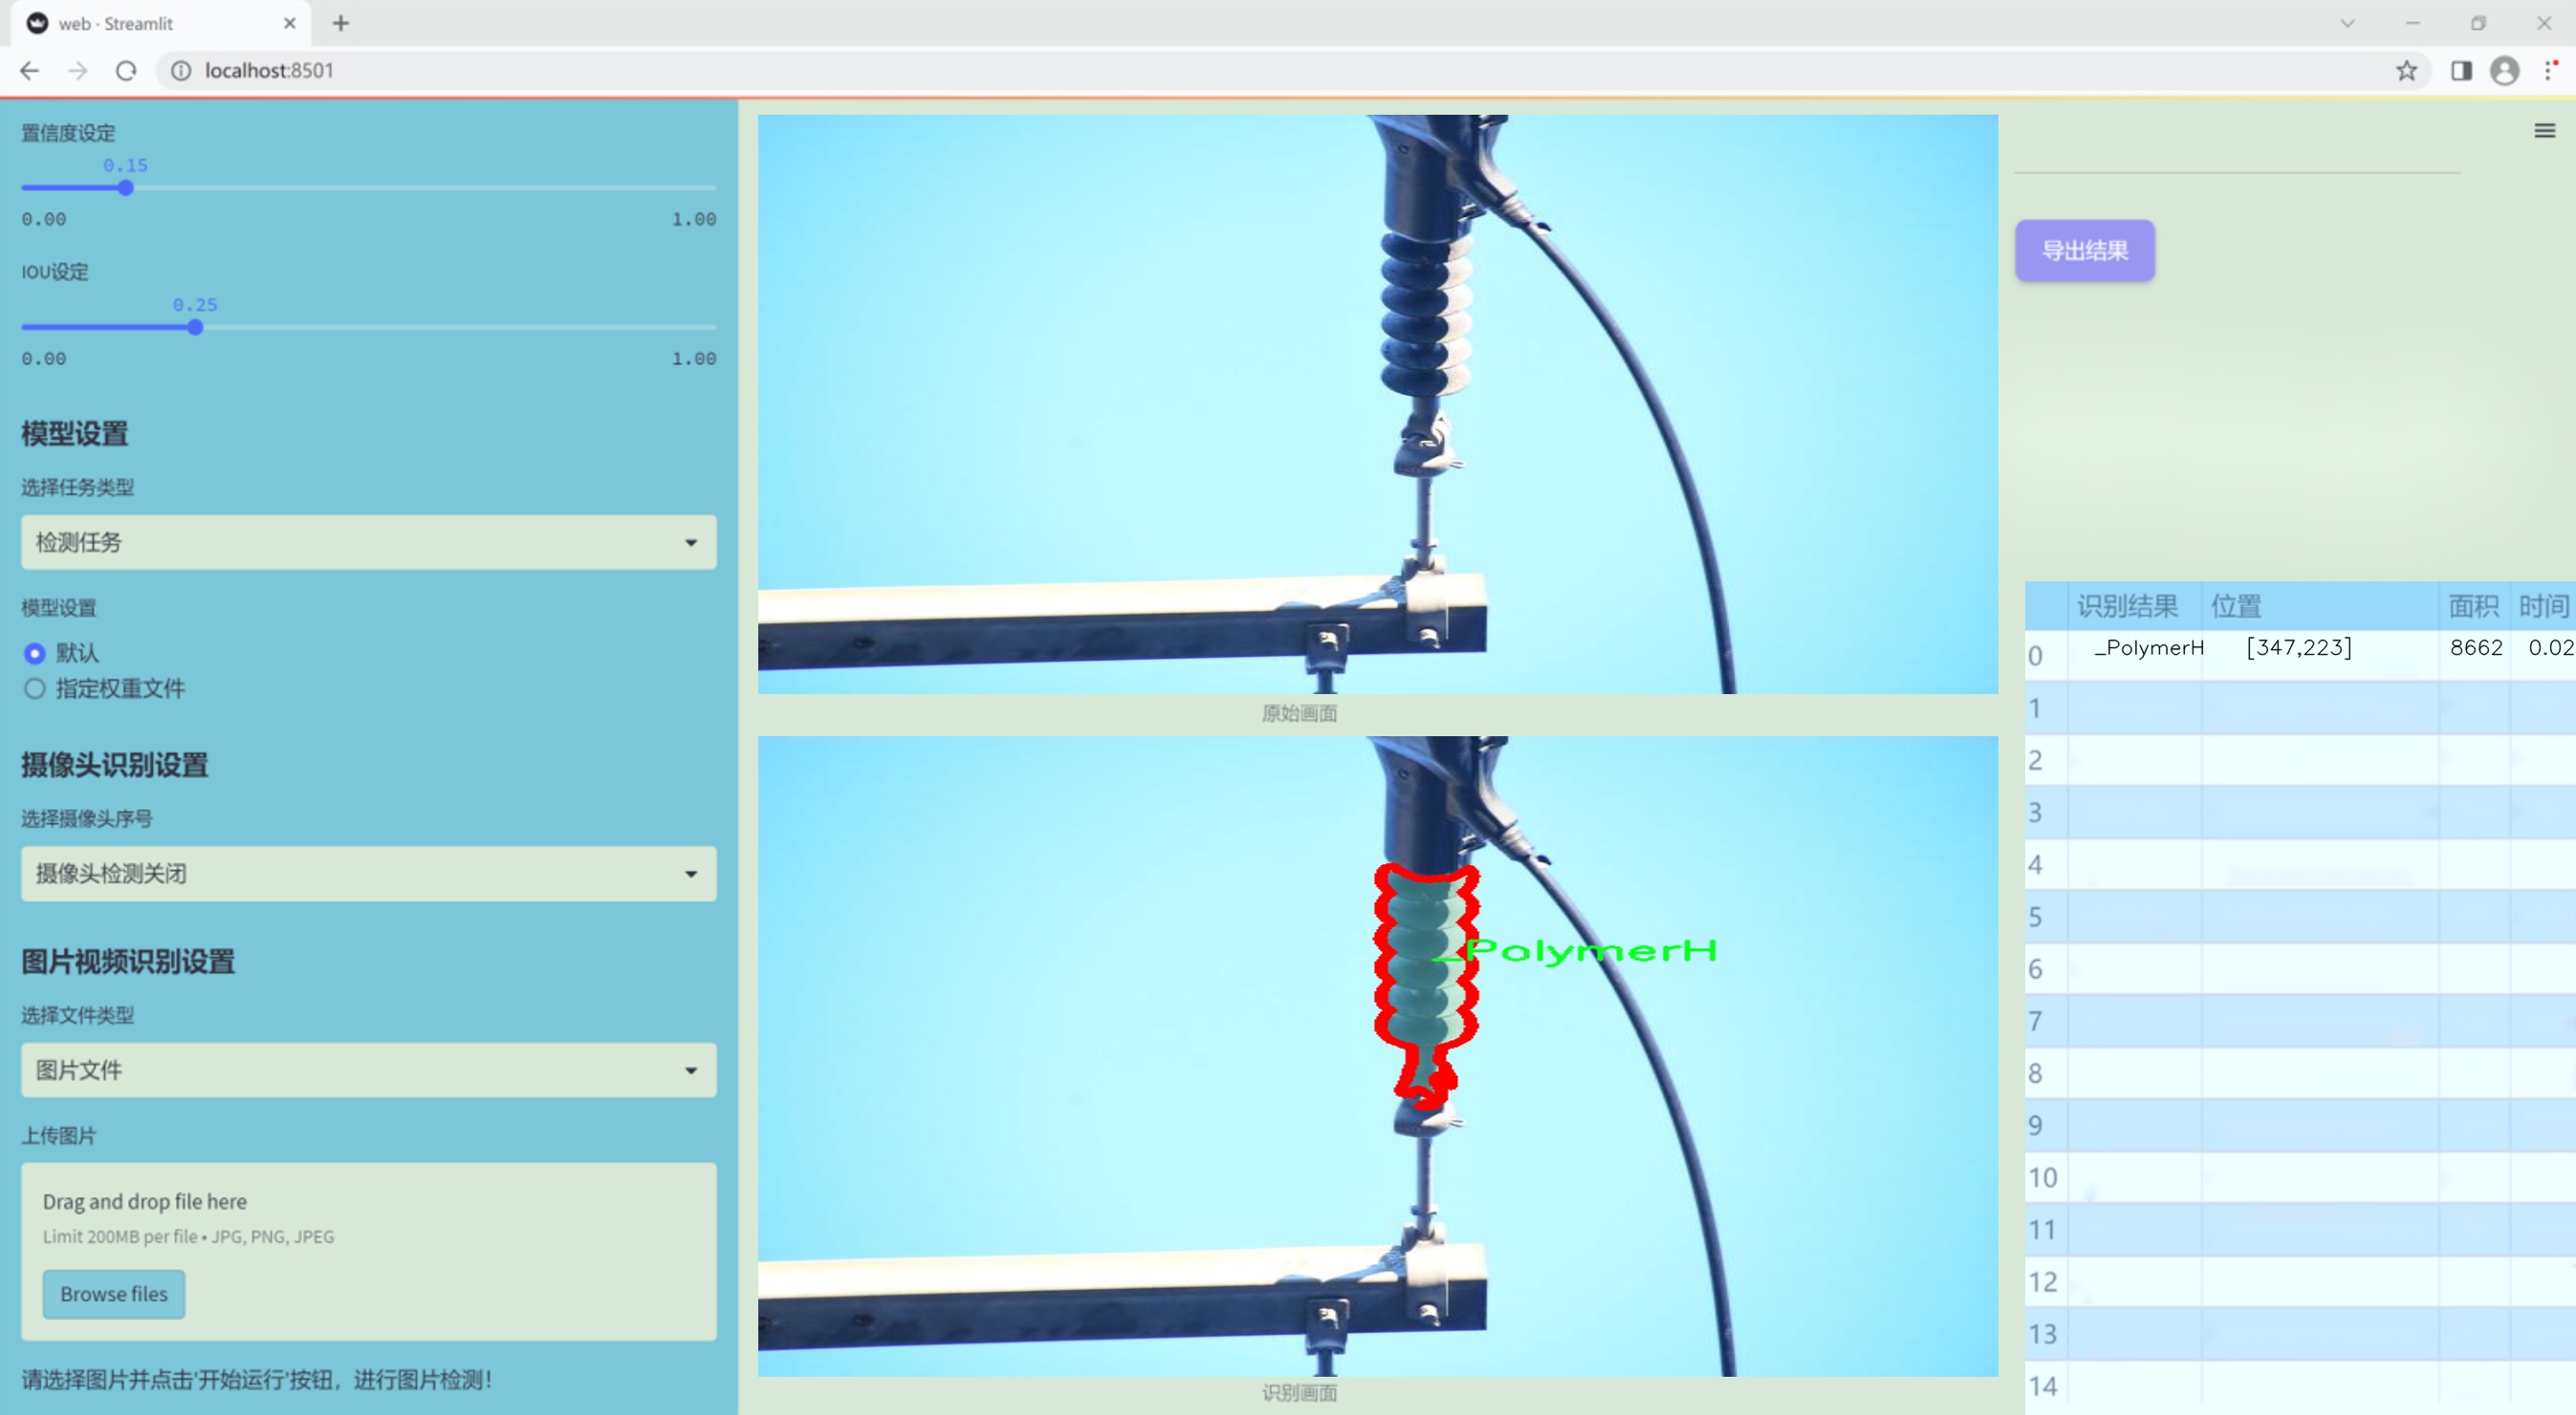 web · Streamlit
localhost:8501
置信度设定
0.15
0.00 1.00
IOU设定
0.25
0.00 1.00
模型设置
选择任务类型
检测任务
模型设置
默认
指定权重文件
摄像头识别设置
选择摄像头序号
摄像头检测关闭
图片视频识别设置
选择文件类型
图片文件
上传图片
Drag and drop file here
Limit 200MB per file • JPG, PNG, JPEG
Browse files
请选择图片并点击'开始运行'按钮，进行图片检测！
原始画面
_PolymerH
识别画面
导出结果
识别结果 位置 面积 时间
0 _PolymerH [347,223] 8662 0.02
1
2
3
4
5
6
7
8
9
10
11
12
13
14